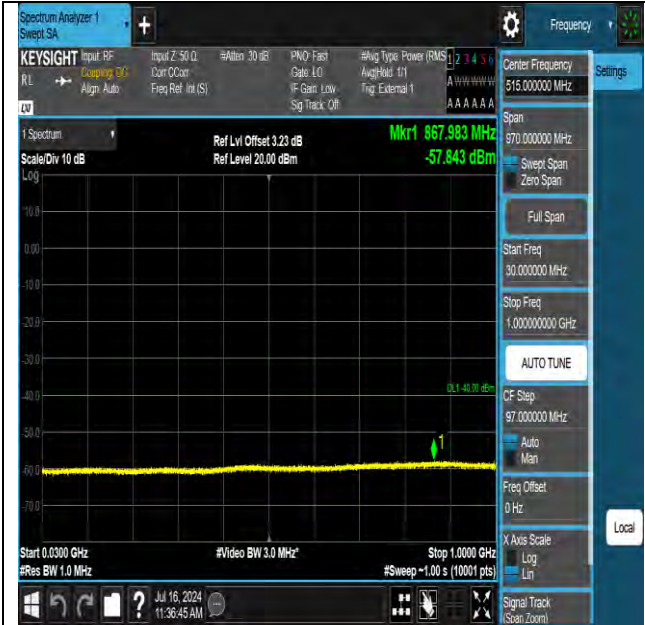 Spectrum Analyzer 1
Swept SA
+
Frequency
KEYSIGHT
RL
Input: RF
Coupling: DC
Align: Auto
Input Z: 50 Ω
Corr CCorr
Freq Ref: Int (S)
#Atten: 30 dB
PNO: Fast
Gate: LO
IF Gain: Low
Sig Track: Off
#Avg Type: Power (RMS
Avg|Hold: 1/1
Trig: External 1
1 2 3 4 5 6
A W W W W W
A A A A A A
LXI
1 Spectrum
Scale/Div 10 dB
Log
Ref Lvl Offset 3.23 dB
Ref Level 20.00 dBm
Mkr1 867.983 MHz
-57.843 dBm
10.0
0.00
-10.0
-20.0
-30.0
-40.0
-50.0
-60.0
-70.0
DL1 -40.00 dBm
1
Start 0.0300 GHz
#Res BW 1.0 MHz
#Video BW 3.0 MHz*
Stop 1.0000 GHz
#Sweep ~1.00 s (10001 pts)
Center Frequency
515.000000 MHz
Span
970.000000 MHz
Swept Span
Zero Span
Full Span
Start Freq
30.000000 MHz
Stop Freq
1.000000000 GHz
AUTO TUNE
CF Step
97.000000 MHz
Auto
Man
Freq Offset
0 Hz
X Axis Scale
Log
Lin
Signal Track
(Span Zoom)
Settings
Local
?
Jul 16, 2024
11:36:45 AM